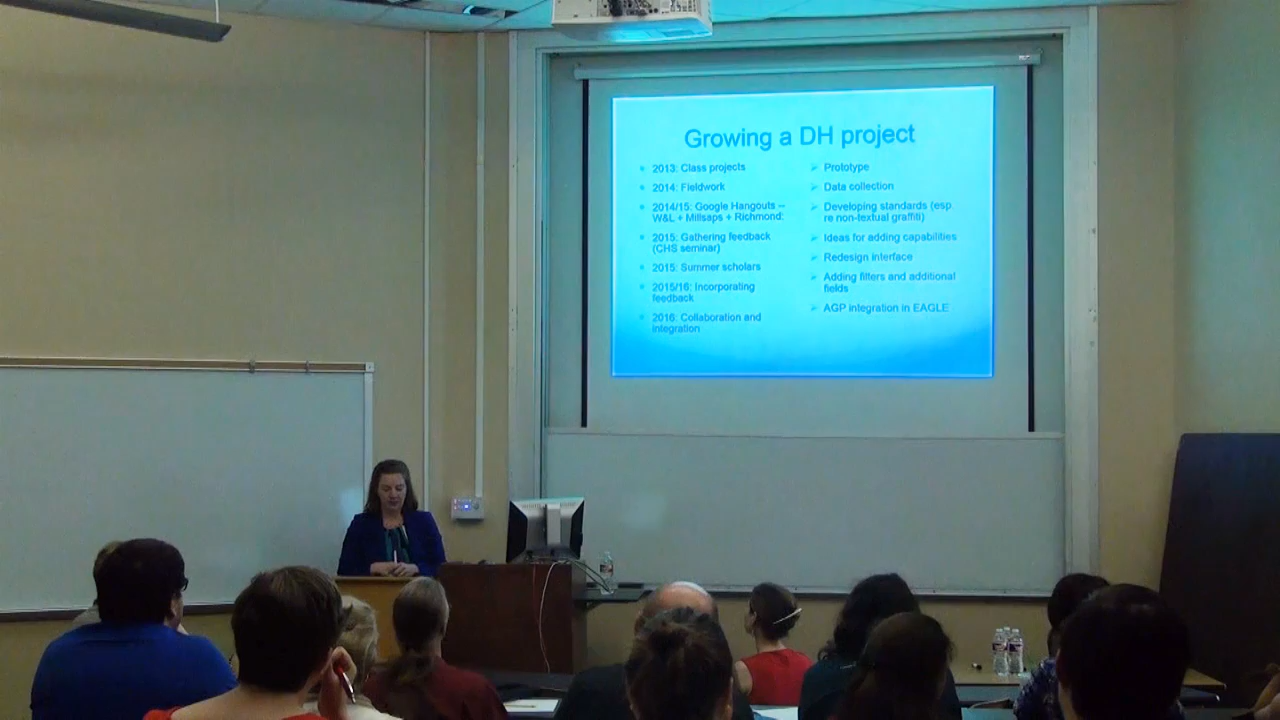 Growing a DH project
2013: Class projects
2014: Fieldwork
2014/15: Google Hangouts –
W&L + Millsaps + Richmond:
2015: Gathering feedback
(CHS seminar)
2015: Summer scholars
2015/16: Incorporating
feedback
2016: Collaboration and
integration
Prototype
Data collection
Developing standards (esp
re non-textual graffiti)
Ideas for adding capabilities
Redesign interface
Adding filters and additional
fields
AGP integration in EAGLE